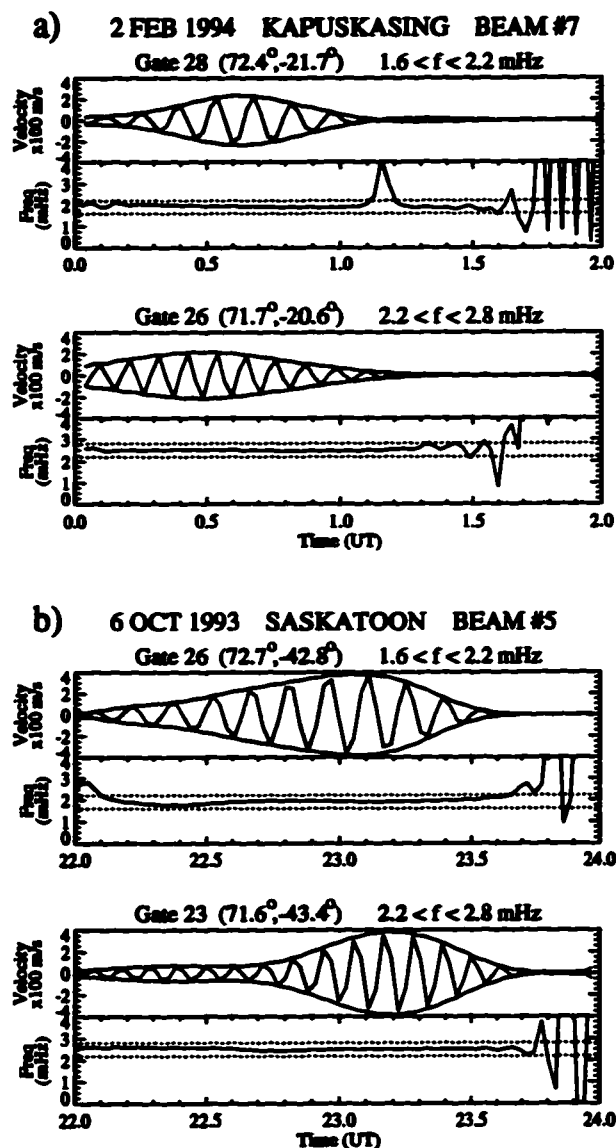 a) 2 FEB 1994 KAPUSKASING BEAM #7
Gate 28 (72.4°,-21.7°) 1.6 < f < 2.2 mHz
Velocity
x100 m/s
4
2
0
-2
-4
Freq
(mHz)
4
3
2
1
0
0.0 0.5 1.0 1.5 2.0
Gate 26 (71.7°,-20.6°) 2.2 < f < 2.8 mHz
Velocity
x100 m/s
4
2
0
-2
-4
Freq
(mHz)
4
3
2
1
0
0.0 0.5 1.0 1.5 2.0
Time (UT)
b) 6 OCT 1993 SASKATOON BEAM #5
Gate 26 (72.7°,-42.8°) 1.6 < f < 2.2 mHz
Velocity
x100 m/s
4
2
0
-2
-4
Freq
(mHz)
4
3
2
1
0
22.0 22.5 23.0 23.5 24.0
Gate 23 (71.6°,-43.4°) 2.2 < f < 2.8 mHz
Velocity
x100 m/s
4
2
0
-2
Freq
(mHz)
4
3
2
1
0
22.0 22.5 23.0 23.5 24.0
Time (UT)